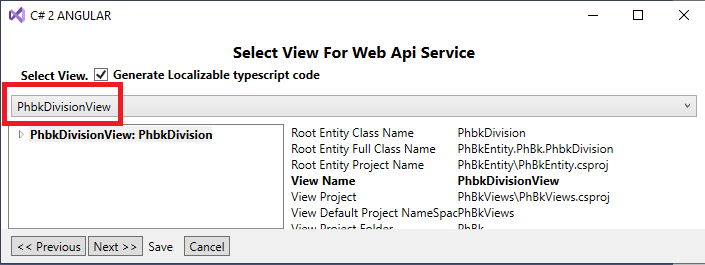 C# 2 ANGULAR
Select View For Web Api Service
Select View. Generate Localizable typescript code
PhbkDivisionView
PhbkDivisionView: PhbkDivision
Root Entity Class Name PhbkDivision
Root Entity Full Class Name PhBkEntity.PhBk.PhbkDivision
Root Entity Project Name PhBkEntity\PhBkEntity.csproj
View Name PhbkDivisionView
View Project PhBkViews\PhBkViews.csproj
View Default Project NameSpac PhBkViews
View Project Folder PhBk
<< Previous Next >> Save Cancel